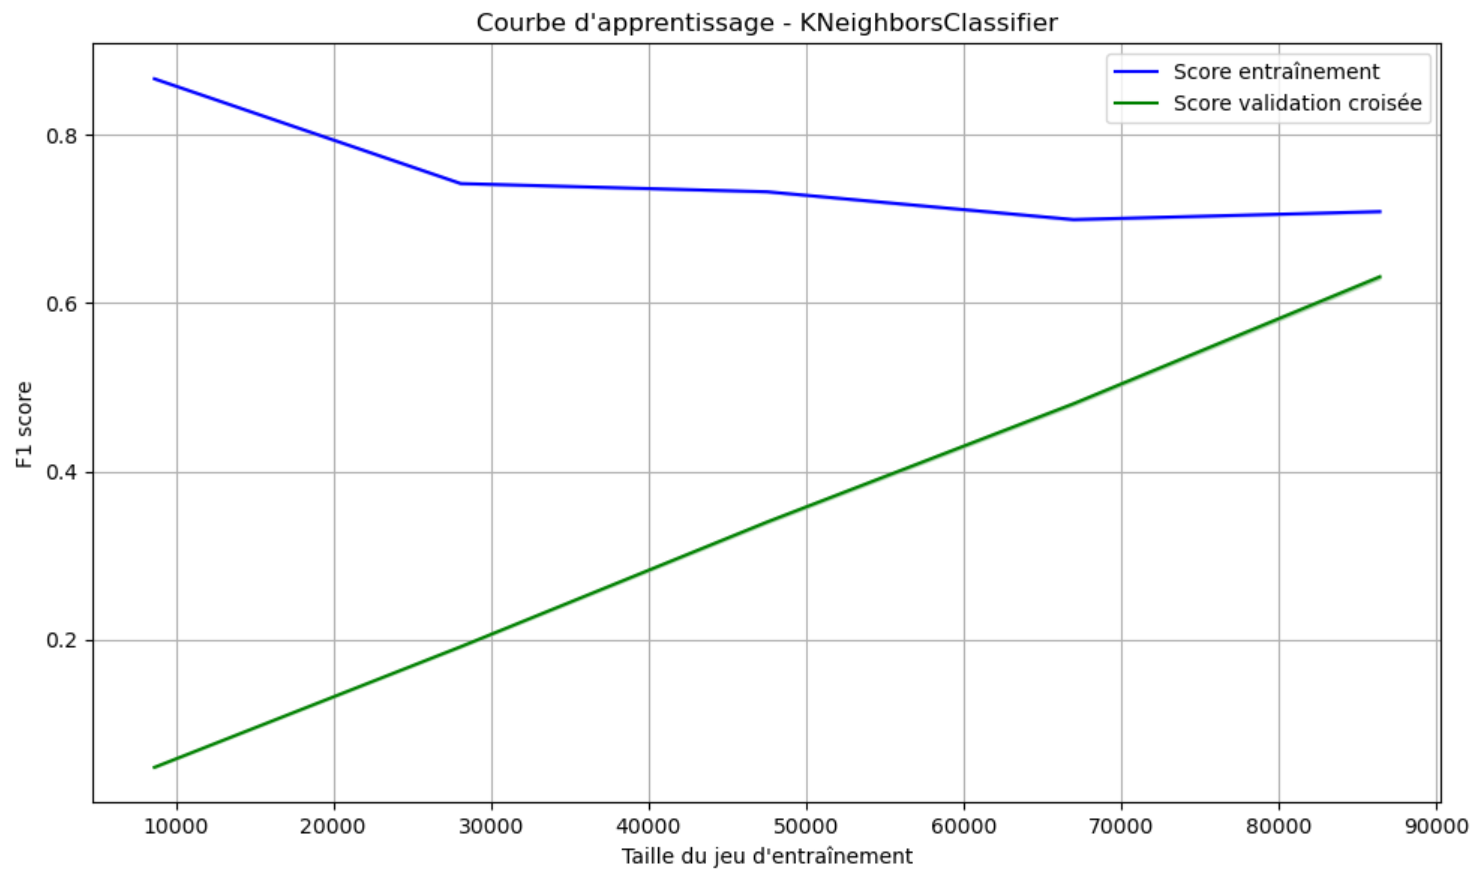 Courbe d'apprentissage - KNeighborsClassifier
Score entraînement
Score validation croisée
0.8
0.6
0.4
0.2
F1 score
10000 20000 30000 40000 50000 60000 70000 80000 90000
Taille du jeu d'entraînement